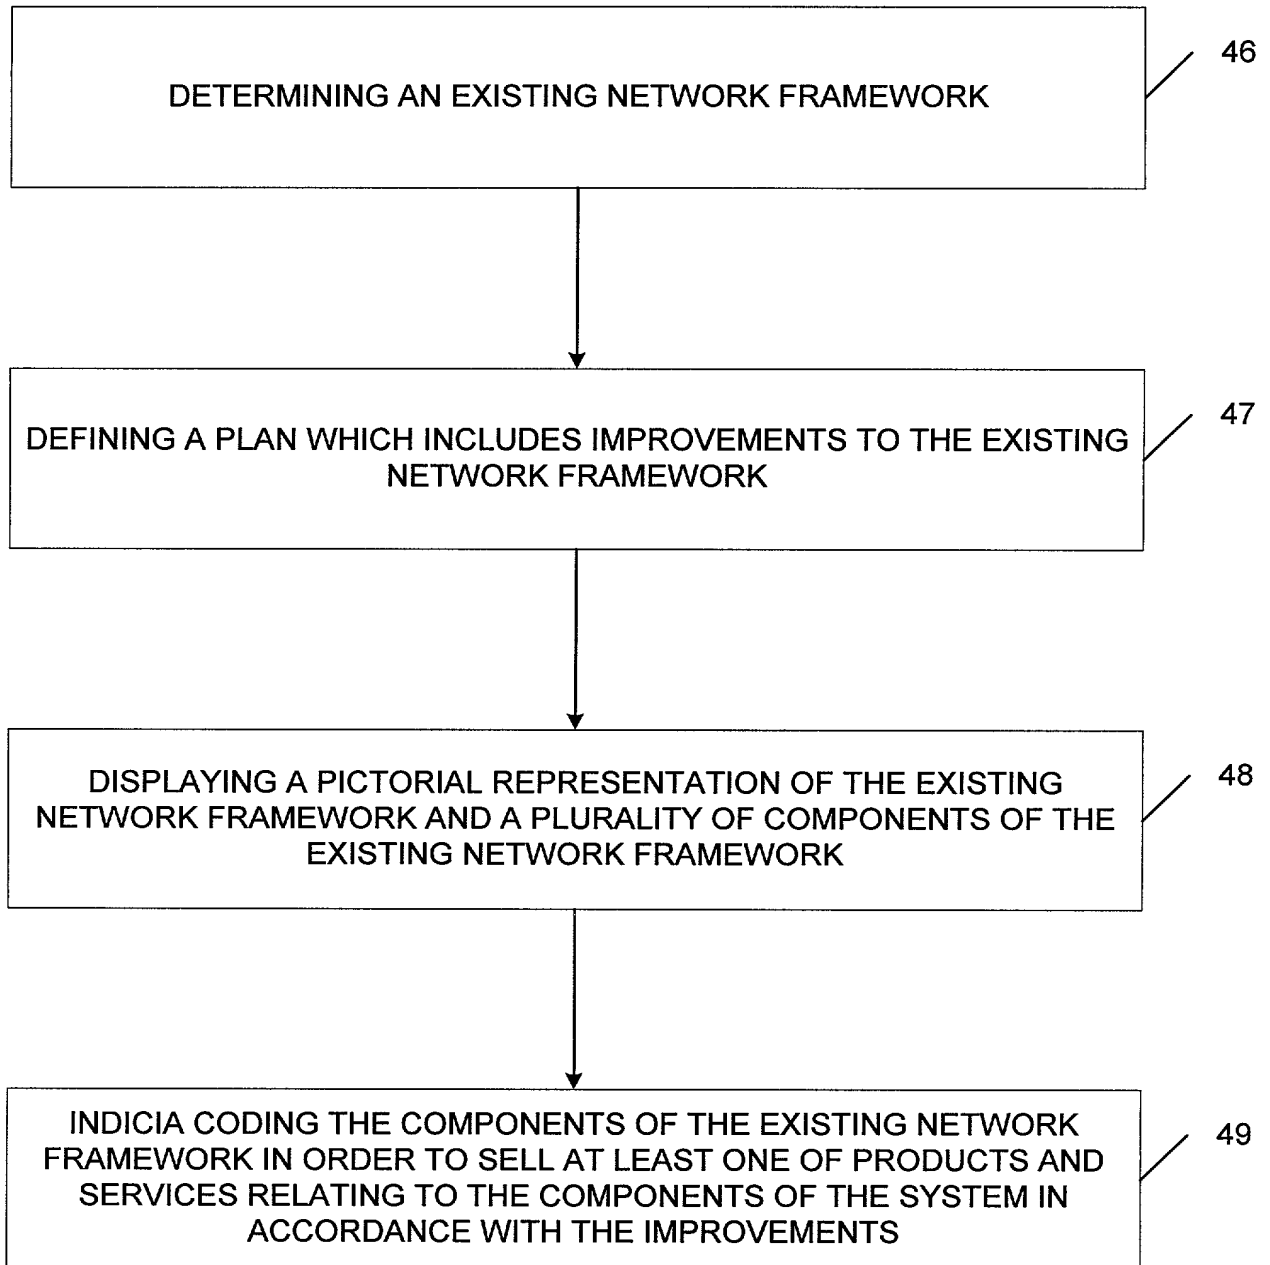 DETERMINING AN EXISTING NETWORK FRAMEWORK
46
DEFINING A PLAN WHICH INCLUDES IMPROVEMENTS TO THE EXISTING
NETWORK FRAMEWORK
47
DISPLAYING A PICTORIAL REPRESENTATION OF THE EXISTING
NETWORK FRAMEWORK AND A PLURALITY OF COMPONENTS OF THE
EXISTING NETWORK FRAMEWORK
48
INDICIA CODING THE COMPONENTS OF THE EXISTING NETWORK
FRAMEWORK IN ORDER TO SELL AT LEAST ONE OF PRODUCTS AND
SERVICES RELATING TO THE COMPONENTS OF THE SYSTEM IN
ACCORDANCE WITH THE IMPROVEMENTS
49